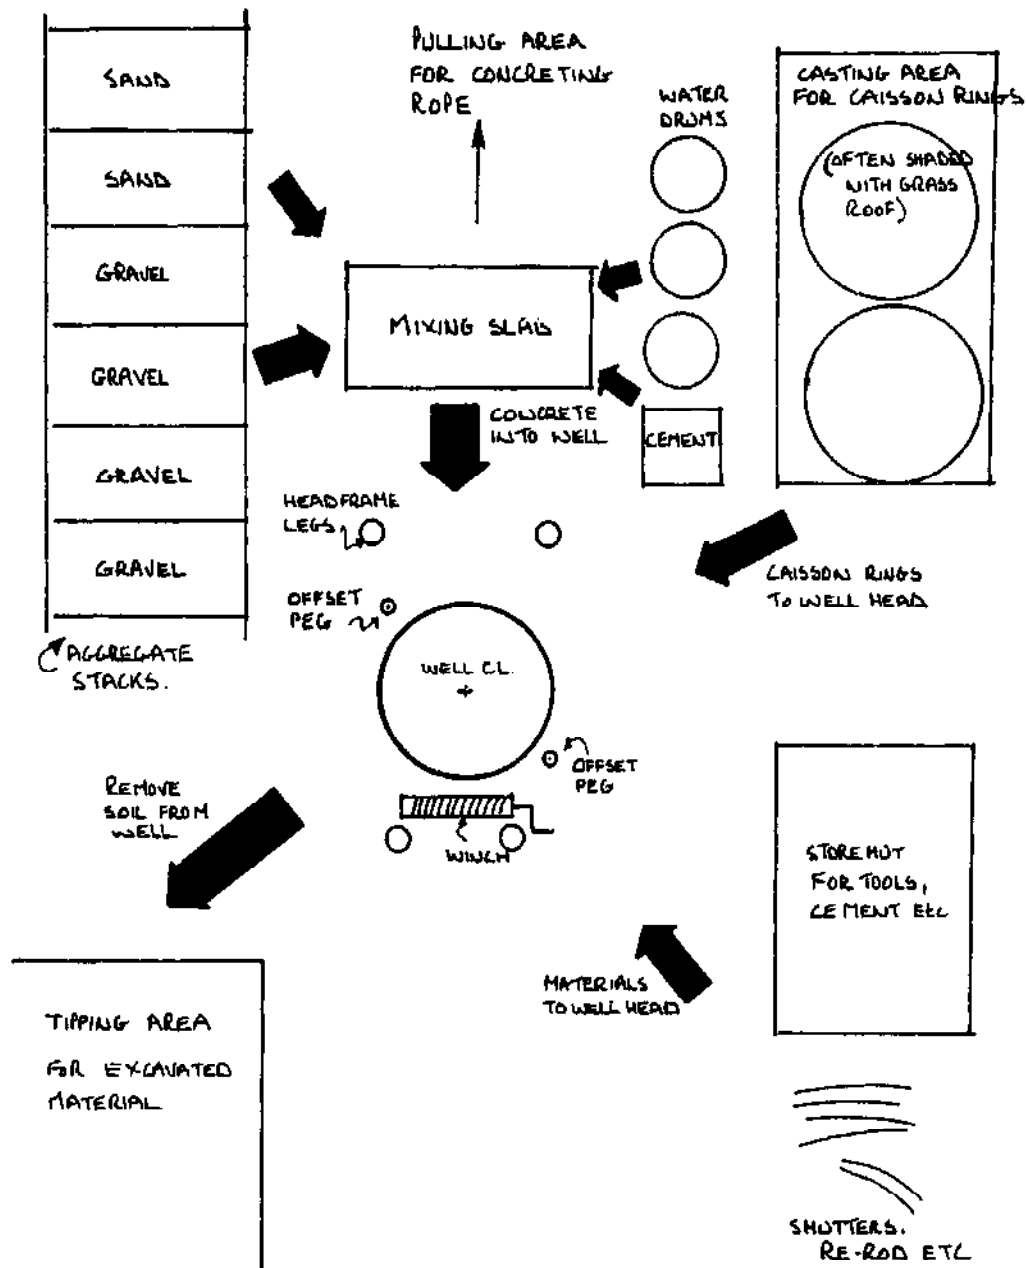 SAND
SAND
GRAVEL
GRAVEL
GRAVEL
GRAVEL
AGGREGATE
STACKS.
PULLING AREA
FOR CONCRETING
ROPE
WATER
DRUMS
CASTING AREA
FOR CAISSON RINGS
(OFTEN SHADED
WITH GRASS
ROOF)
MIXING SLAB
CEMENT
CONCRETE
INTO WELL
HEADFRAME
LEGS
OFFSET
PEG
WELL C.L.
CAISSON RINGS
TO WELL HEAD
OFFSET
PEG
WINCH
REMOVE
SOIL FROM
WELL
STORE HUT
FOR TOOLS,
CEMENT Etc
MATERIALS
TO WELL HEAD
TIPPING AREA
FOR EXCAVATED
MATERIAL
SHUTTERS.
RE-ROD ETC